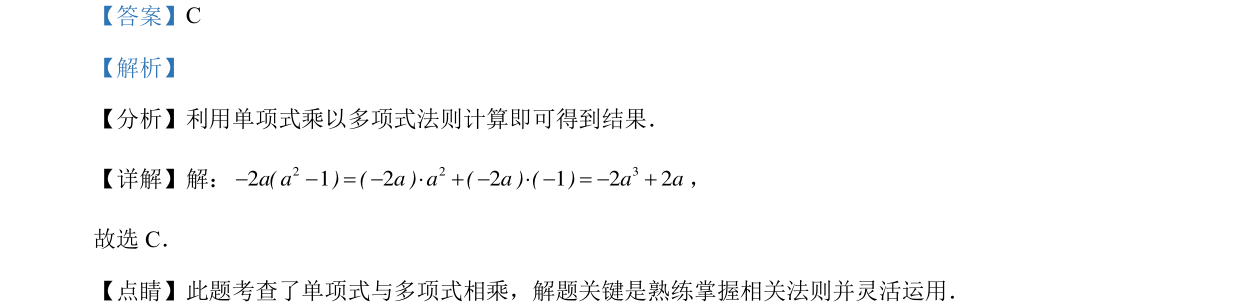 【答案】C
【解析】
【分析】利用单项式乘以多项式法则计算即可得到结果．
【详解】解：−2a(a²−1)=(−2a)·a²+(−2a)·(−1)=−2a³+2a，
故选 C．
【点睛】此题考查了单项式与多项式相乘，解题关键是熟练掌握相关法则并灵活运用．